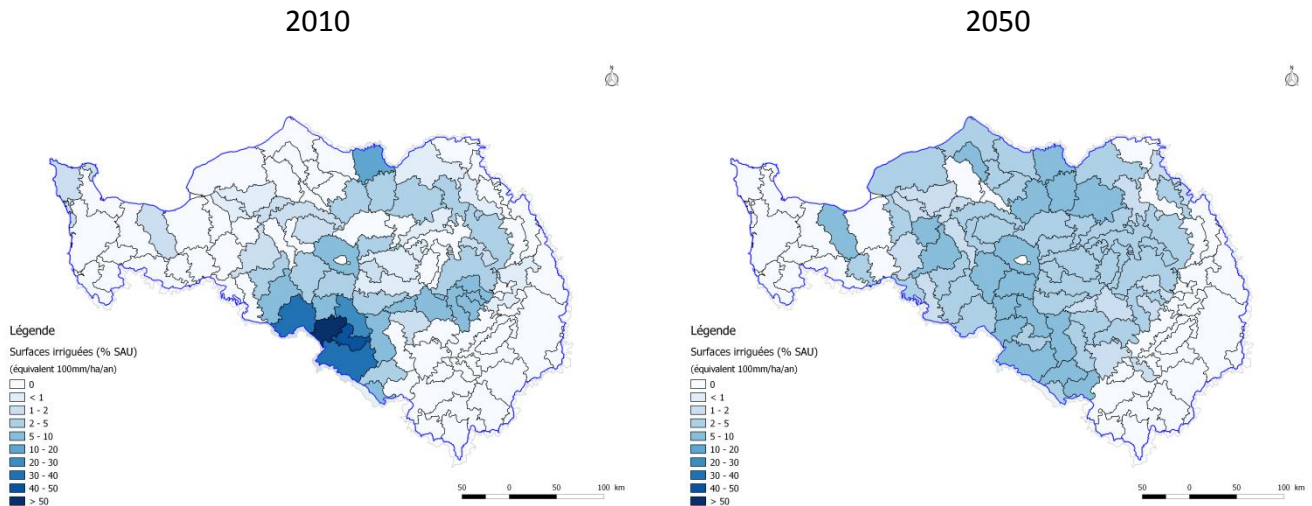 2010
2050
N
N
Légende
Surfaces irriguées (% SAU)
(équivalent 100mm/ha/an)
0
< 1
1 - 2
2 - 5
5 - 10
10 - 20
20 - 30
30 - 40
40 - 50
> 50
50 0 50 100 km
Légende
Surfaces irriguées (% SAU)
(équivalent 100mm/ha/an)
0
< 1
1 - 2
2 - 5
5 - 10
10 - 20
20 - 30
30 - 40
40 - 50
> 50
50 0 50 100 km